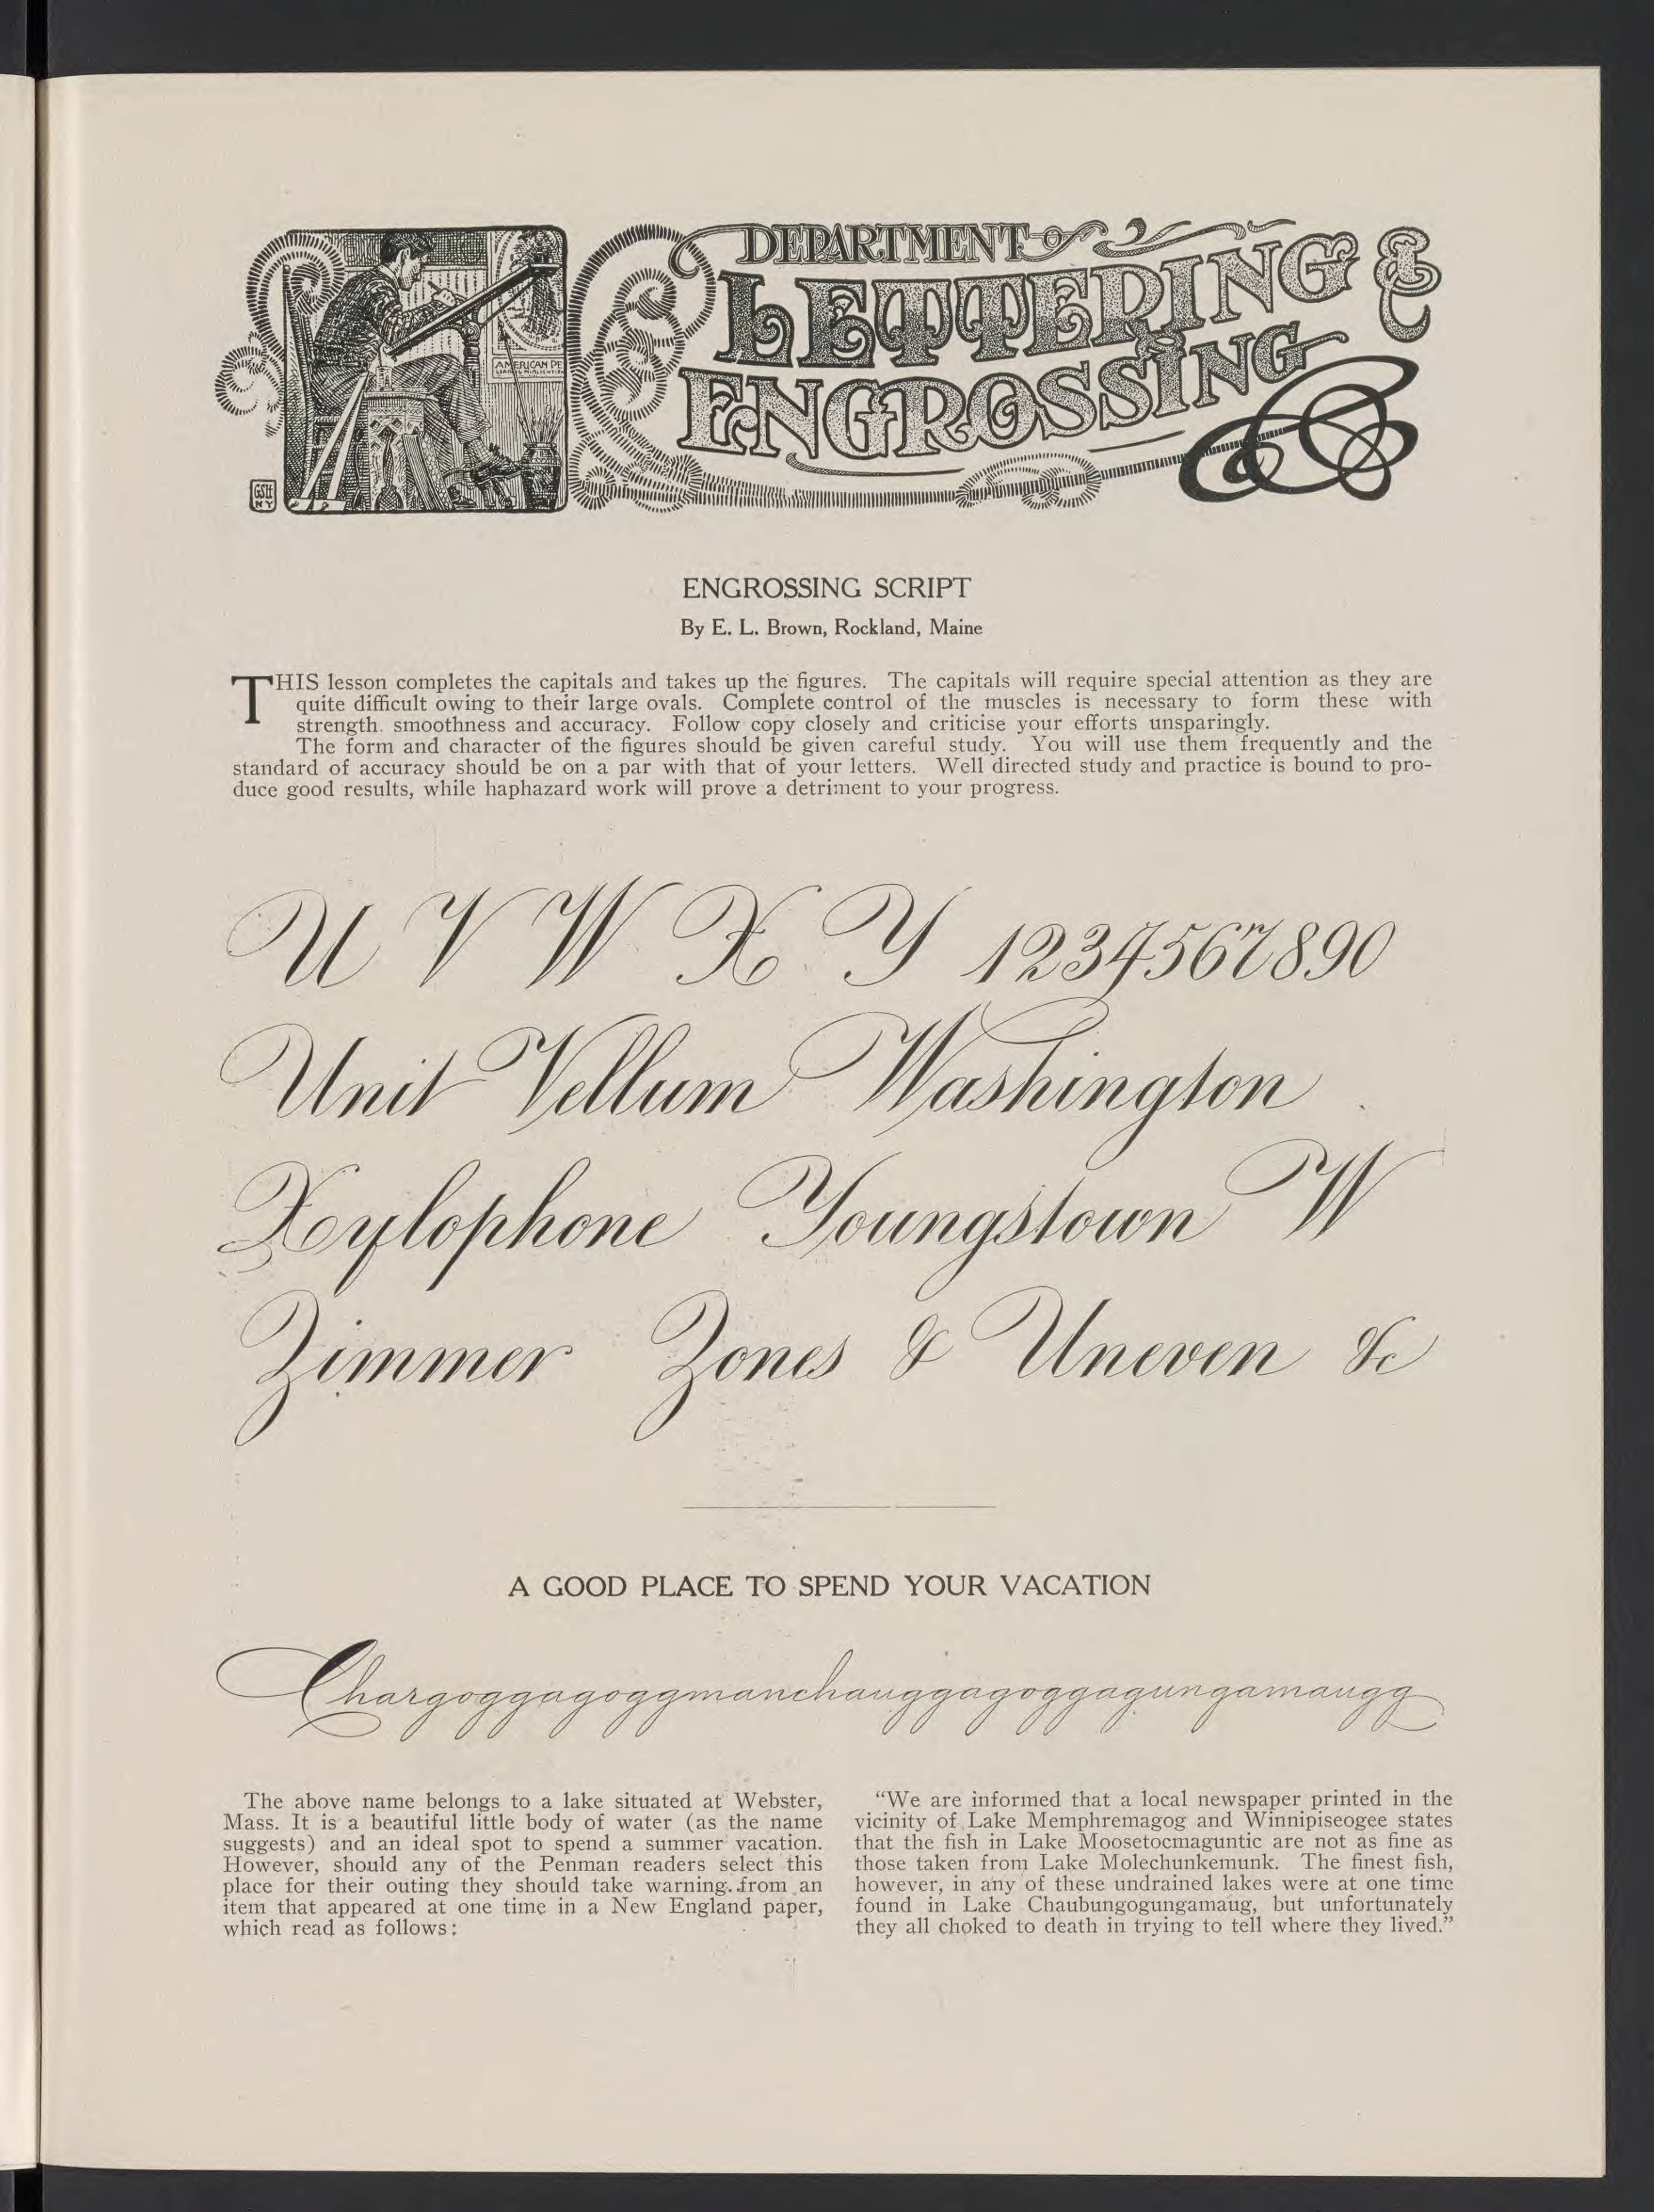 DEPARTMENT of
LETTERING &
ENGROSSING
AMERICAN PE
GSH
NY
ENGROSSING SCRIPT
By E. L. Brown, Rockland, Maine
THIS lesson completes the capitals and takes up the figures. The capitals will require special attention as they are
quite difficult owing to their large ovals. Complete control of the muscles is necessary to form these with
strength. smoothness and accuracy. Follow copy closely and criticise your efforts unsparingly.
The form and character of the figures should be given careful study. You will use them frequently and the
standard of accuracy should be on a par with that of your letters. Well directed study and practice is bound to pro-
duce good results, while haphazard work will prove a detriment to your progress.
U V W X Y 1234567890
Unit Vellum Washington
Xylophone Youngstown W
Zimmer Zones & Uneven &c
A GOOD PLACE TO SPEND YOUR VACATION
Chargoggagoggmanchauggagoggagungamaugg
The above name belongs to a lake situated at Webster,
Mass. It is a beautiful little body of water (as the name
suggests) and an ideal spot to spend a summer vacation.
However, should any of the Penman readers select this
place for their outing they should take warning from an
item that appeared at one time in a New England paper,
which read as follows:
"We are informed that a local newspaper printed in the
vicinity of Lake Memphremagog and Winnipiseogee states
that the fish in Lake Moosetocmaguntic are not as fine as
those taken from Lake Molechunkemunk. The finest fish,
however, in any of these undrained lakes were at one time
found in Lake Chaubungogungamaug, but unfortunately
they all choked to death in trying to tell where they lived."